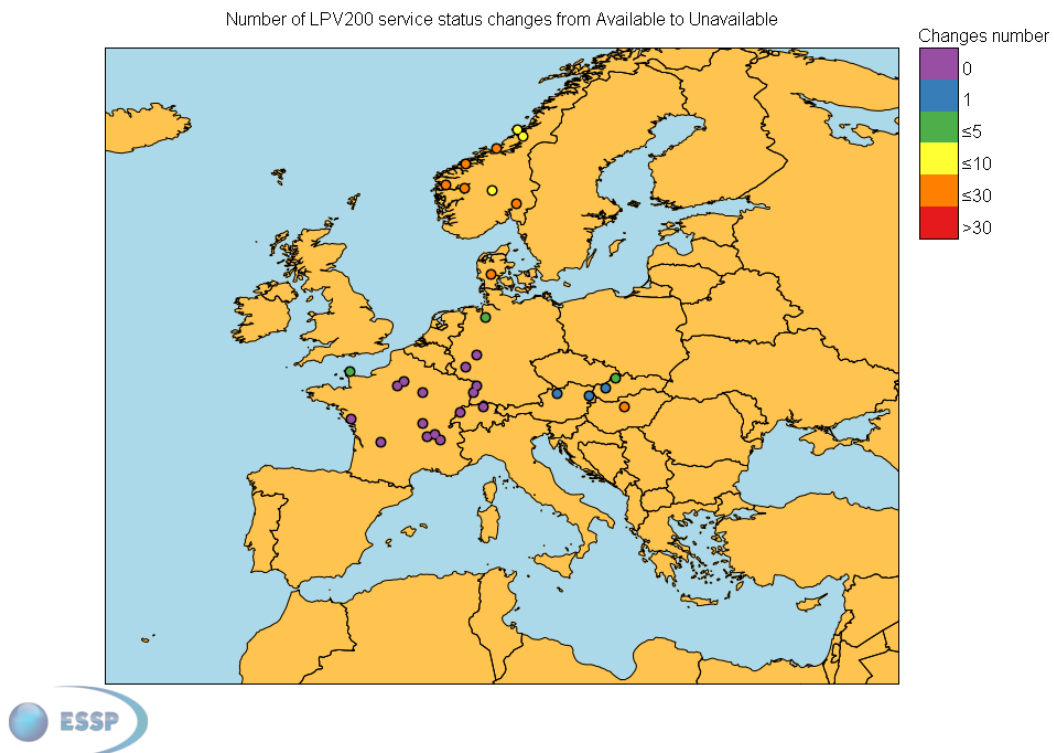 Number of LPV200 service status changes from Available to Unavailable
Changes number
0
1
≤5
≤10
≤30
>30
ESSP